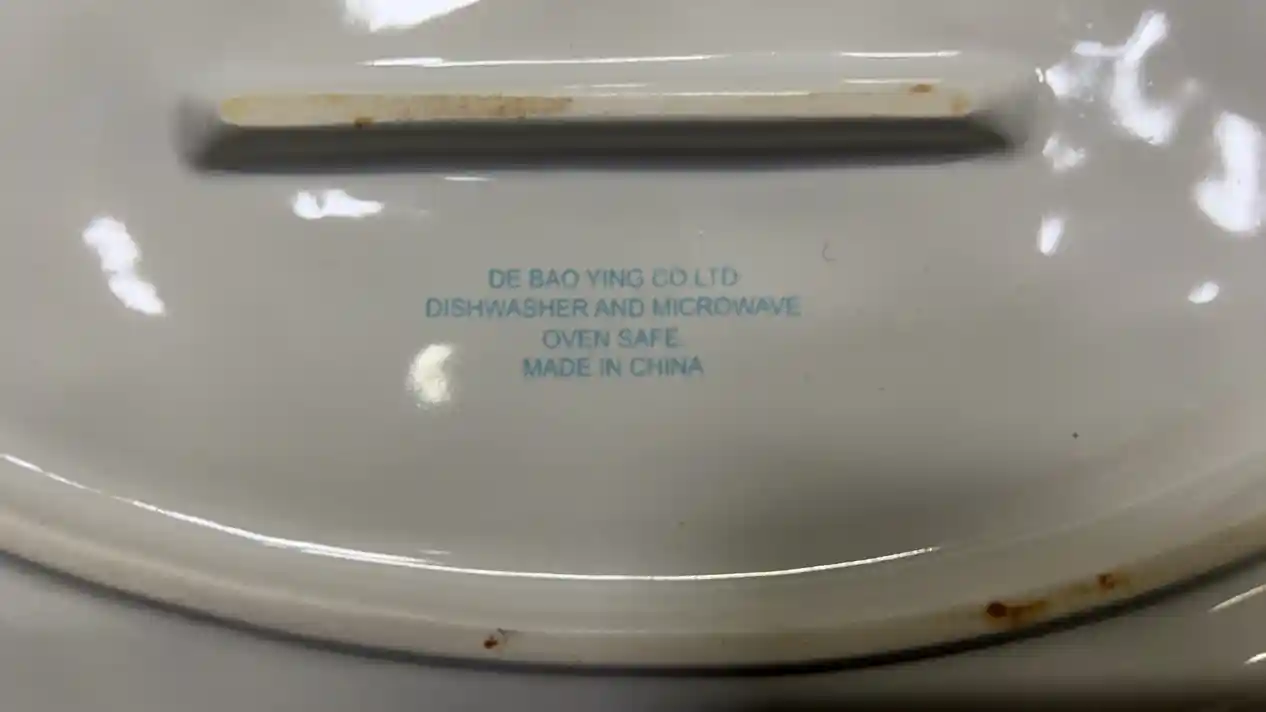 DE BAO YING CO LTD
DISHWASHER AND MICROWAVE
OVEN SAFE
MADE IN CHINA